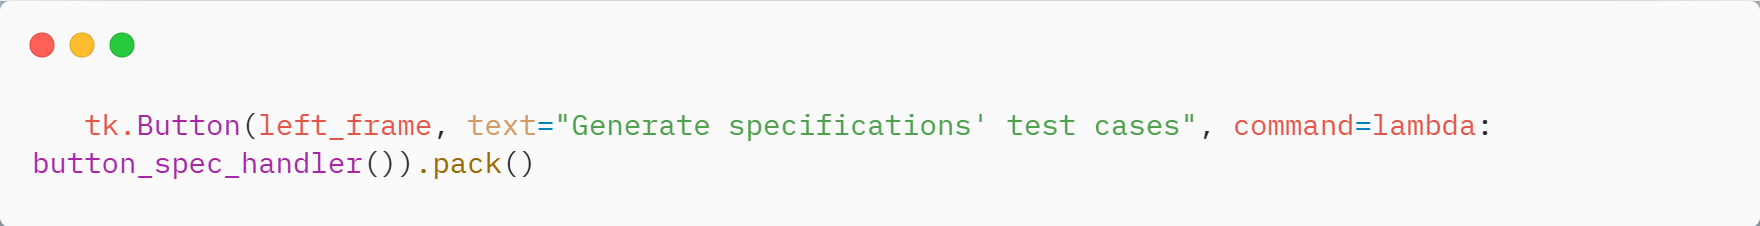 tk.Button(left_frame, text="Generate specifications' test cases", command=lambda:
button_spec_handler()).pack()